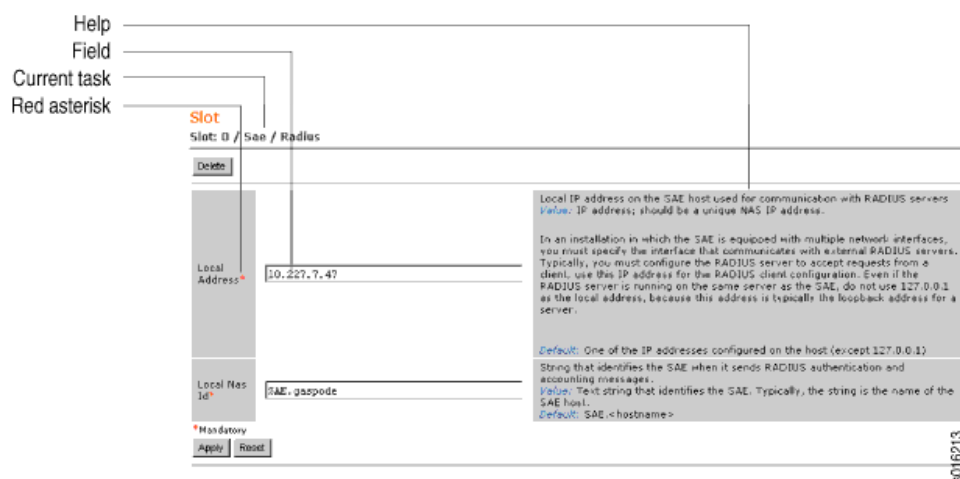 Help
Field
Current task
Red asterisk
Slot
Slot: 0 / Sae / Radius
Delete
Local
Address*
10.227.7.47
Local IP address on the SAE host used for communication with RADIUS servers
Value: IP address; should be a unique NAS IP address.
In an installation in which the SAE is equipped with multiple network interfaces,
you must specify the interface that communicates with external RADIUS servers.
Typically, you must configure the RADIUS server to accept requests from a
client, use this IP address for the RADIUS client configuration. Even if the
RADIUS server is running on the same server as the SAE, do not use 127.0.0.1
as the local address, because this address is typically the loopback address for a
server.
Default: One of the IP addresses configured on the host (except 127.0.0.1)
Local Nas
Id*
SAE.gaspode
String that identifies the SAE when it sends RADIUS authentication and
accounting messages.
Value: Text string that identifies the SAE. Typically, the string is the name of the
SAE host.
Default: SAE.<hostname>
*Mandatory
Apply Reset
g016213